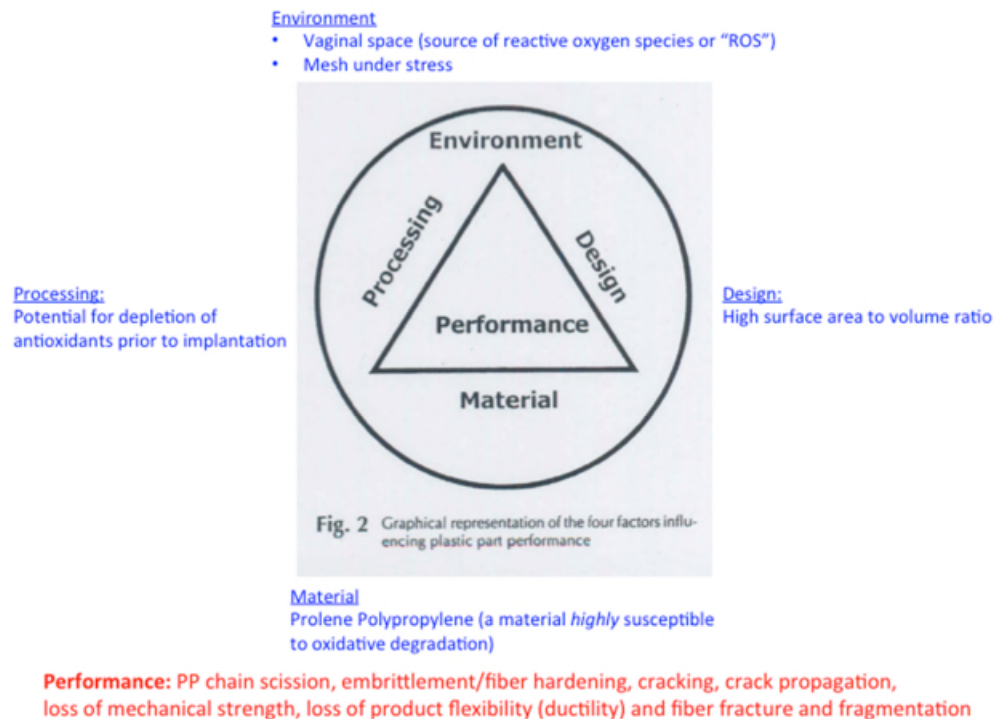 Environment
• Vaginal space (source of reactive oxygen species or “ROS”)
• Mesh under stress
Environment
Processing
Design
Performance
Material
Fig. 2 Graphical representation of the four factors influ-
encing plastic part performance
Processing:
Potential for depletion of
antioxidants prior to implantation
Design:
High surface area to volume ratio
Material
Prolene Polypropylene (a material highly susceptible
to oxidative degradation)
Performance: PP chain scission, embrittlement/fiber hardening, cracking, crack propagation,
loss of mechanical strength, loss of product flexibility (ductility) and fiber fracture and fragmentation